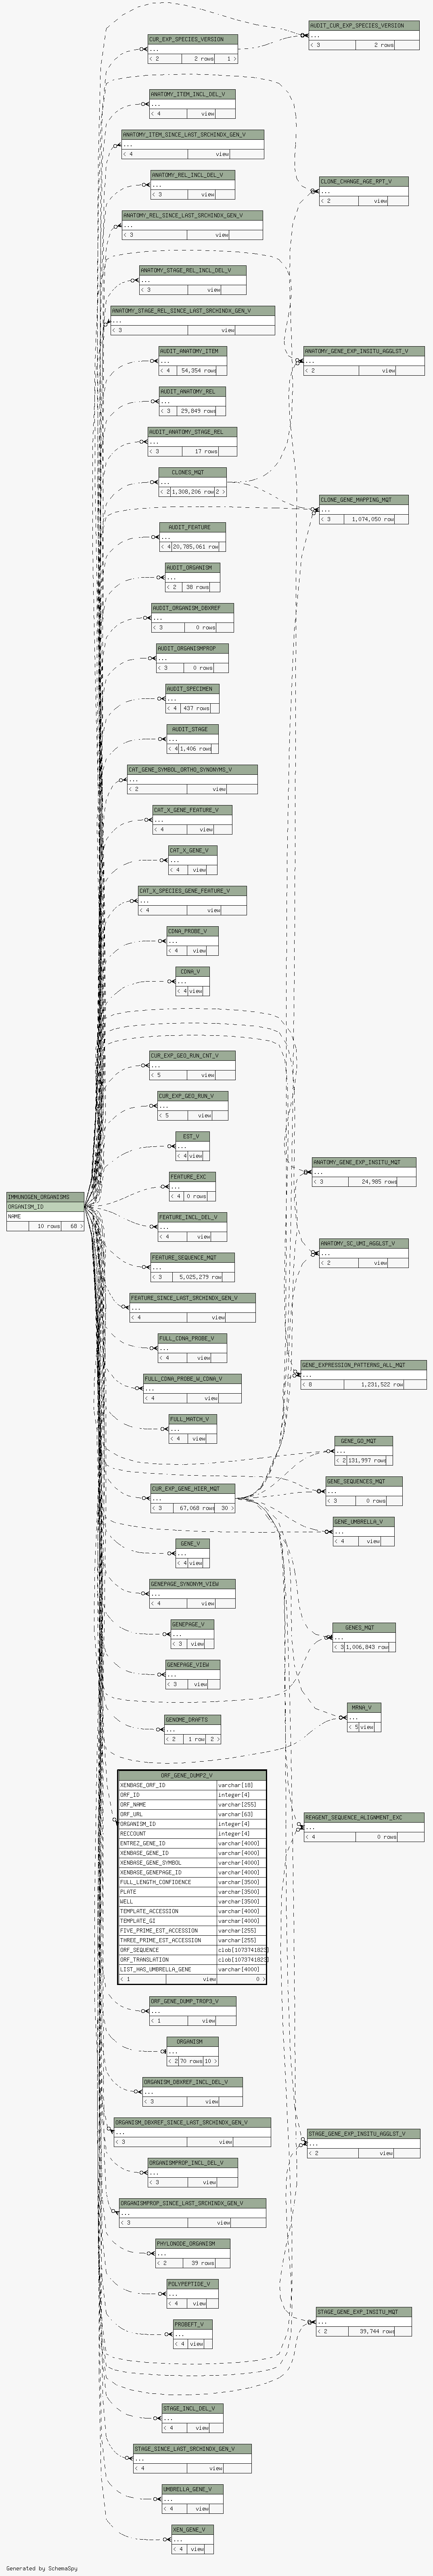 CUR_EXP_SPECIES_VERSION
...
< 2 2 rows 1 >
AUDIT_CUR_EXP_SPECIES_VERSION
...
< 3 2 rows
ANATOMY_ITEM_INCL_DEL_V
...
< 4 view
ANATOMY_ITEM_SINCE_LAST_SRCHINDX_GEN_V
...
< 4 view
ANATOMY_REL_INCL_DEL_V
...
< 3 view
CLONE_CHANGE_AGE_RPT_V
...
< 2 view
ANATOMY_REL_SINCE_LAST_SRCHINDX_GEN_V
...
< 3 view
ANATOMY_STAGE_REL_INCL_DEL_V
...
< 3 view
ANATOMY_STAGE_REL_SINCE_LAST_SRCHINDX_GEN_V
...
< 3 view
AUDIT_ANATOMY_ITEM
...
< 4 54,354 rows
ANATOMY_GENE_EXP_INSITU_AGGLST_V
...
< 2 view
AUDIT_ANATOMY_REL
...
< 3 29,849 rows
AUDIT_ANATOMY_STAGE_REL
...
< 3 17 rows
CLONES_MQT
...
< 2 1,308,206 row 2 >
CLONE_GENE_MAPPING_MQT
...
< 3 1,074,050 row
AUDIT_FEATURE
...
< 4 20,785,061 row
AUDIT_ORGANISM
...
< 2 38 rows
AUDIT_ORGANISM_DBXREF
...
< 3 0 rows
AUDIT_ORGANISMPROP
...
< 3 0 rows
AUDIT_SPECIMEN
...
< 4 437 rows
AUDIT_STAGE
...
< 4 1,406 rows
CAT_GENE_SYMBOL_ORTHO_SYNONYMS_V
...
< 2 view
CAT_X_GENE_FEATURE_V
...
< 4 view
CAT_X_GENE_V
...
< 4 view
CAT_X_SPECIES_GENE_FEATURE_V
...
< 4 view
CDNA_PROBE_V
...
< 4 view
CDNA_V
...
< 4 view
CUR_EXP_GEO_RUN_CNT_V
...
< 5 view
CUR_EXP_GEO_RUN_V
...
< 5 view
EST_V
...
< 4 view
ANATOMY_GENE_EXP_INSITU_MQT
...
< 3 24,985 rows
FEATURE_EXC
...
< 4 0 rows
IMMUNOGEN_ORGANISMS
ORGANISM_ID
NAME
10 rows 68 >
FEATURE_INCL_DEL_V
...
< 4 view
ANATOMY_SC_UMI_AGGLST_V
...
< 2 view
FEATURE_SEQUENCE_MQT
...
< 3 5,025,279 row
FEATURE_SINCE_LAST_SRCHINDX_GEN_V
...
< 4 view
FULL_CDNA_PROBE_V
...
< 4 view
GENE_EXPRESSION_PATTERNS_ALL_MQT
...
< 8 1,231,522 row
FULL_CDNA_PROBE_W_CDNA_V
...
< 4 view
FULL_MATCH_V
...
< 4 view
GENE_GO_MQT
...
< 2 131,997 rows
CUR_EXP_GENE_HIER_MQT
...
< 3 67,068 rows 30 >
GENE_SEQUENCES_MQT
...
< 3 0 rows
GENE_UMBRELLA_V
...
< 4 view
GENE_V
...
< 4 view
GENEPAGE_SYNONYM_VIEW
...
< 4 view
GENEPAGE_V
...
< 3 view
GENES_MQT
...
< 3 1,006,843 row
GENEPAGE_VIEW
...
< 3 view
GENOME_DRAFTS
...
< 2 1 row 2 >
MRNA_V
...
< 5 view
ORF_GENE_DUMP2_V
XENBASE_ORF_ID varchar[18]
ORF_ID integer[4]
ORF_NAME varchar[255]
ORF_URL varchar[63]
ORGANISM_ID integer[4]
RECCOUNT integer[4]
ENTREZ_GENE_ID varchar[4000]
XENBASE_GENE_ID varchar[4000]
XENBASE_GENE_SYMBOL varchar[4000]
XENBASE_GENEPAGE_ID varchar[4000]
FULL_LENGTH_CONFIDENCE varchar[3500]
PLATE varchar[3500]
WELL varchar[3500]
TEMPLATE_ACCESSION varchar[4000]
TEMPLATE_GI varchar[4000]
FIVE_PRIME_EST_ACCESSION varchar[255]
THREE_PRIME_EST_ACCESSION varchar[255]
ORF_SEQUENCE clob[1073741823]
ORF_TRANSLATION clob[1073741823]
LIST_HAS_UMBRELLA_GENE varchar[4000]
< 1 view 0 >
REAGENT_SEQUENCE_ALIGNMENT_EXC
...
< 4 0 rows
ORF_GENE_DUMP_TROP3_V
...
< 1 view
ORGANISM
...
< 2 70 rows 10 >
ORGANISM_DBXREF_INCL_DEL_V
...
< 3 view
ORGANISM_DBXREF_SINCE_LAST_SRCHINDX_GEN_V
...
< 3 view
STAGE_GENE_EXP_INSITU_AGGLST_V
...
< 2 view
ORGANISMPROP_INCL_DEL_V
...
< 3 view
ORGANISMPROP_SINCE_LAST_SRCHINDX_GEN_V
...
< 3 view
PHYLONODE_ORGANISM
...
< 2 39 rows
POLYPEPTIDE_V
...
< 4 view
STAGE_GENE_EXP_INSITU_MQT
...
< 2 39,744 rows
PROBEFT_V
...
< 4 view
STAGE_INCL_DEL_V
...
< 4 view
STAGE_SINCE_LAST_SRCHINDX_GEN_V
...
< 4 view
UMBRELLA_GENE_V
...
< 4 view
XEN_GENE_V
...
< 4 view
Generated by SchemaSpy